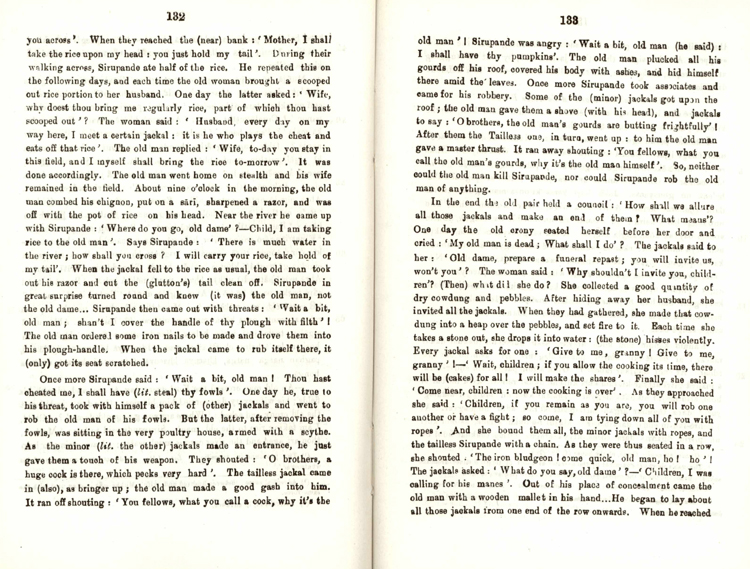 132
you across'. When they reached the (near) bank : ' Mother, I shall
take the rice upon my head : you just hold my tail'. During their
walking across, Sirupande ate half of the rice. He repeated this on
the following days, and each time the old woman brought a scooped
out rice portion to her husband. One day the latter asked : ' Wife,
why doest thou bring me regularly rice, part of which thou hast
scooped out' ? The woman said : ' Husband, every day on my
way here, I meet a certain jackal : it is he who plays the cheat and
eats off that rice '. The old man replied : ' Wife, to-day you stay in
this field, and I myself shall bring the rice to-morrow'. It was
done accordingly. The old man went home on stealth and his wife
remained in the field. About nine o'clock in the morning, the old
man combed his chignon, put on a sāri, sharpened a razor, and was
off with the pot of rice on his head. Near the river he came up
with Sirupande : ' Where do you go, old dame' ?—Child, I am taking
rice to the old man'. Says Sirupande : ' There is much water in
the river ; how shall you cross ? I will carry your rice, take hold of
my tail'. When the jackal fell to the rice as usual, the old man took
out his razor and cut the (glutton's) tail clean off. Sirupande in
great surprise turned round and knew (it was) the old man, not
the old dame... Sirupande then came out with threats : ' Wait a bit,
old man ; shan't I cover the handle of thy plough with filth' !
The old man ordered some iron nails to be made and drove them into
his plough-handle. When the jackal came to rub itself there, it
(only) got its seat scratched.
Once more Sirupande said : ' Wait a bit, old man ! Thou hast
cheated me, I shall have (lit. steal) thy fowls '. One day he, true to
his threat, took with himself a pack of (other) jackals and went to
rob the old man of his fowls. But the latter, after removing the
fowls, was sitting in the very poultry house, armed with a scythe.
As the minor (lit. the other) jackals made an entrance, he just
gave them a touch of his weapon. They shouted : ' O brothers, a
huge cock is there, which pecks very hard '. The tailless jackal came
in (also), as bringer up ; the old man made a good gash into him.
It ran off shouting : ' You fellows, what you call a cock, why it's the
133
old man' ! Sirupande was angry : ' Wait a bit, old man (he said) :
I shall have thy pumpkins'. The old man plucked all his
gourds off his roof, covered his body with ashes, and hid himself
there amid the leaves. Once more Sirupande took associates and
came for his robbery. Some of the (minor) jackals got upon the
roof ; the old man gave them a shove (with his head), and jackals
to say : ' O brothers, the old man's gourds are butting frightfully' !
After them the Tailless one, in turn, went up : to him the old man
gave a master thrust. It ran away shouting : 'You fellows, what you
call the old man's gourds, why it's the old man himself'. So, neither
could the old man kill Sirupande, nor could Sirupande rob the old
man of anything.
In the end the old pair held a council : ' How shall we allure
all those jackals and make an end of them ? What means'?
One day the old crony seated herself before her door and
cried : ' My old man is dead ; What shall I do' ? The jackals said to
her : ' Old dame, prepare a funeral repast ; you will invite us,
won't you' ? The woman said : ' Why shouldn't I invite you, child-
ren'? (Then) what did she do? She collected a good quantity of
dry cowdung and pebbles. After hiding away her husband, she
invited all the jackals. When they had gathered, she made that cow-
dung into a heap over the pebbles, and set fire to it. Each time she
takes a stone out, she drops it into water : (the stone) hisses violently.
Every jackal asks for one : ' Give to me, granny ! Give to me,
granny ' !—' Wait, children ; if you allow the cooking its time, there
will be (cakes) for all ! I will make the shares'. Finally she said :
' Come near, children : now the cooking is over'. As they approached
she said : ' Children, if you remain as you are, you will rob one
another or have a fight ; so come, I am tying down all of you with
ropes '. And she bound them all, the minor jackals with ropes, and
the tailless Sirupande with a chain. As they were thus seated in a row,
she shouted . ' The iron bludgeon ! come quick, old man, ho ! ho ' !
The jackals asked : ' What do you say, old dame' ?—' Children, I was
calling for his manes '. Out of his place of concealment came the
old man with a wooden mallet in his hand...He began to lay about
all those jackals from one end of the row onwards. When he reached